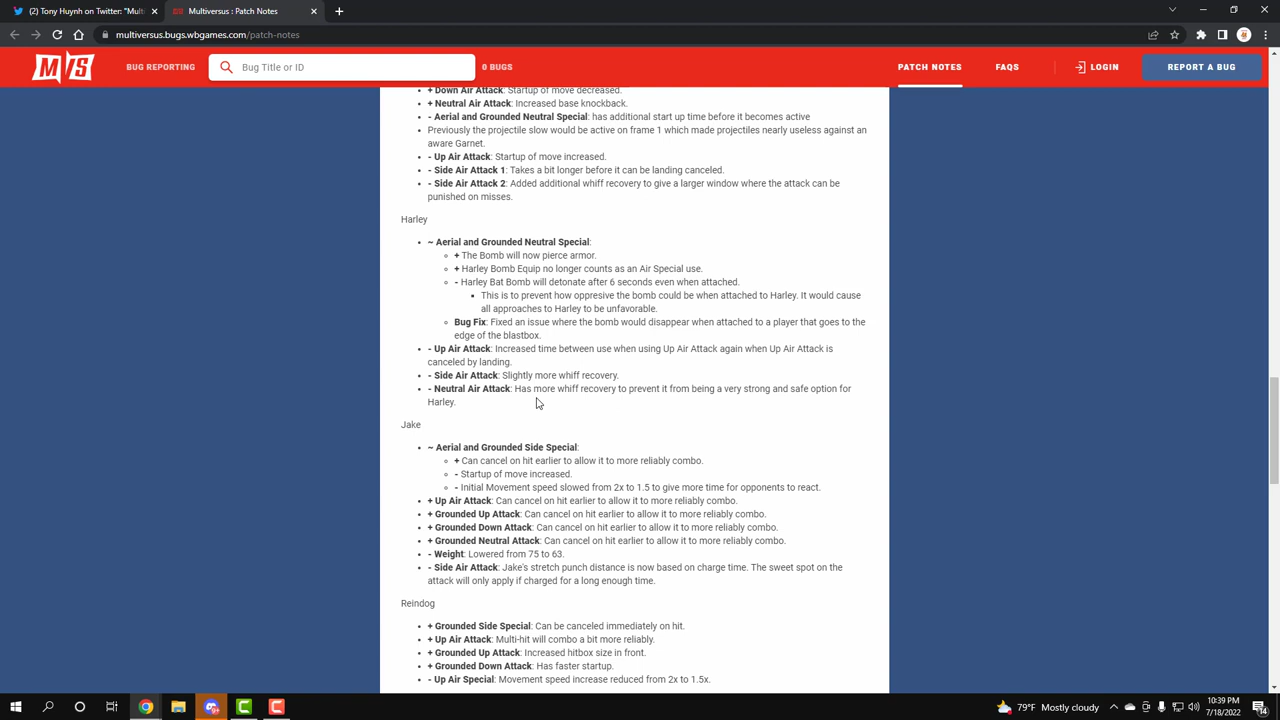 (2) Tony Huynh on Twitter: "MultiV
Multiversus
multiversus.bugs.wbgames.com/patch-notes
M/S
BUG REPORTING
Bug Title or ID
0 BUGS
PATCH NOTES
FAQS
LOGIN
REPORT A BUG
+ Down Air Attack: Startup of move decreased.
+ Neutral Air Attack: Increased base knockback.
- Aerial and Grounded Neutral Special: has additional start up time before it becomes active
Previously the projectile slow would be active on frame 1 which made projectiles nearly useless against an
aware Garnet.
- Up Air Attack: Startup of move increased.
- Side Air Attack 1: Takes a bit longer before it can be landing canceled.
- Side Air Attack 2: Added additional whiff recovery to give a larger window where the attack can be
punished on misses.
Harley
~ Aerial and Grounded Neutral Special:
+ The Bomb will now pierce armor.
+ Harley Bomb Equip no longer counts as an Air Special use.
- Harley Bat Bomb will detonate after 6 seconds even when attached.
This is to prevent how oppresive the bomb could be when attached to Harley. It would cause
all approaches to Harley to be unfavorable.
Bug Fix: Fixed an issue where the bomb would disappear when attached to a player that goes to the
edge of the blastbox.
- Up Air Attack: Increased time between use when using Up Air Attack again when Up Air Attack is
canceled by landing.
- Side Air Attack: Slightly more whiff recovery.
- Neutral Air Attack: Has more whiff recovery to prevent it from being a very strong and safe option for
Harley.
Jake
~ Aerial and Grounded Side Special:
+ Can cancel on hit earlier to allow it to more reliably combo.
- Startup of move increased.
- Initial Movement speed slowed from 2x to 1.5 to give more time for opponents to react.
+ Up Air Attack: Can cancel on hit earlier to allow it to more reliably combo.
+ Grounded Up Attack: Can cancel on hit earlier to allow it to more reliably combo.
+ Grounded Down Attack: Can cancel on hit earlier to allow it to more reliably combo.
+ Grounded Neutral Attack: Can cancel on hit earlier to allow it to more reliably combo.
- Weight: Lowered from 75 to 63.
- Side Air Attack: Jake's stretch punch distance is now based on charge time. The sweet spot on the
attack will only apply if charged for a long enough time.
Reindog
+ Grounded Side Special: Can be canceled immediately on hit.
+ Up Air Attack: Multi-hit will combo a bit more reliably.
+ Grounded Up Attack: Increased hitbox size in front.
+ Grounded Down Attack: Has faster startup.
- Up Air Special: Movement speed increase reduced from 2x to 1.5x.
79°F Mostly cloudy
10:39 PM
7/18/2022